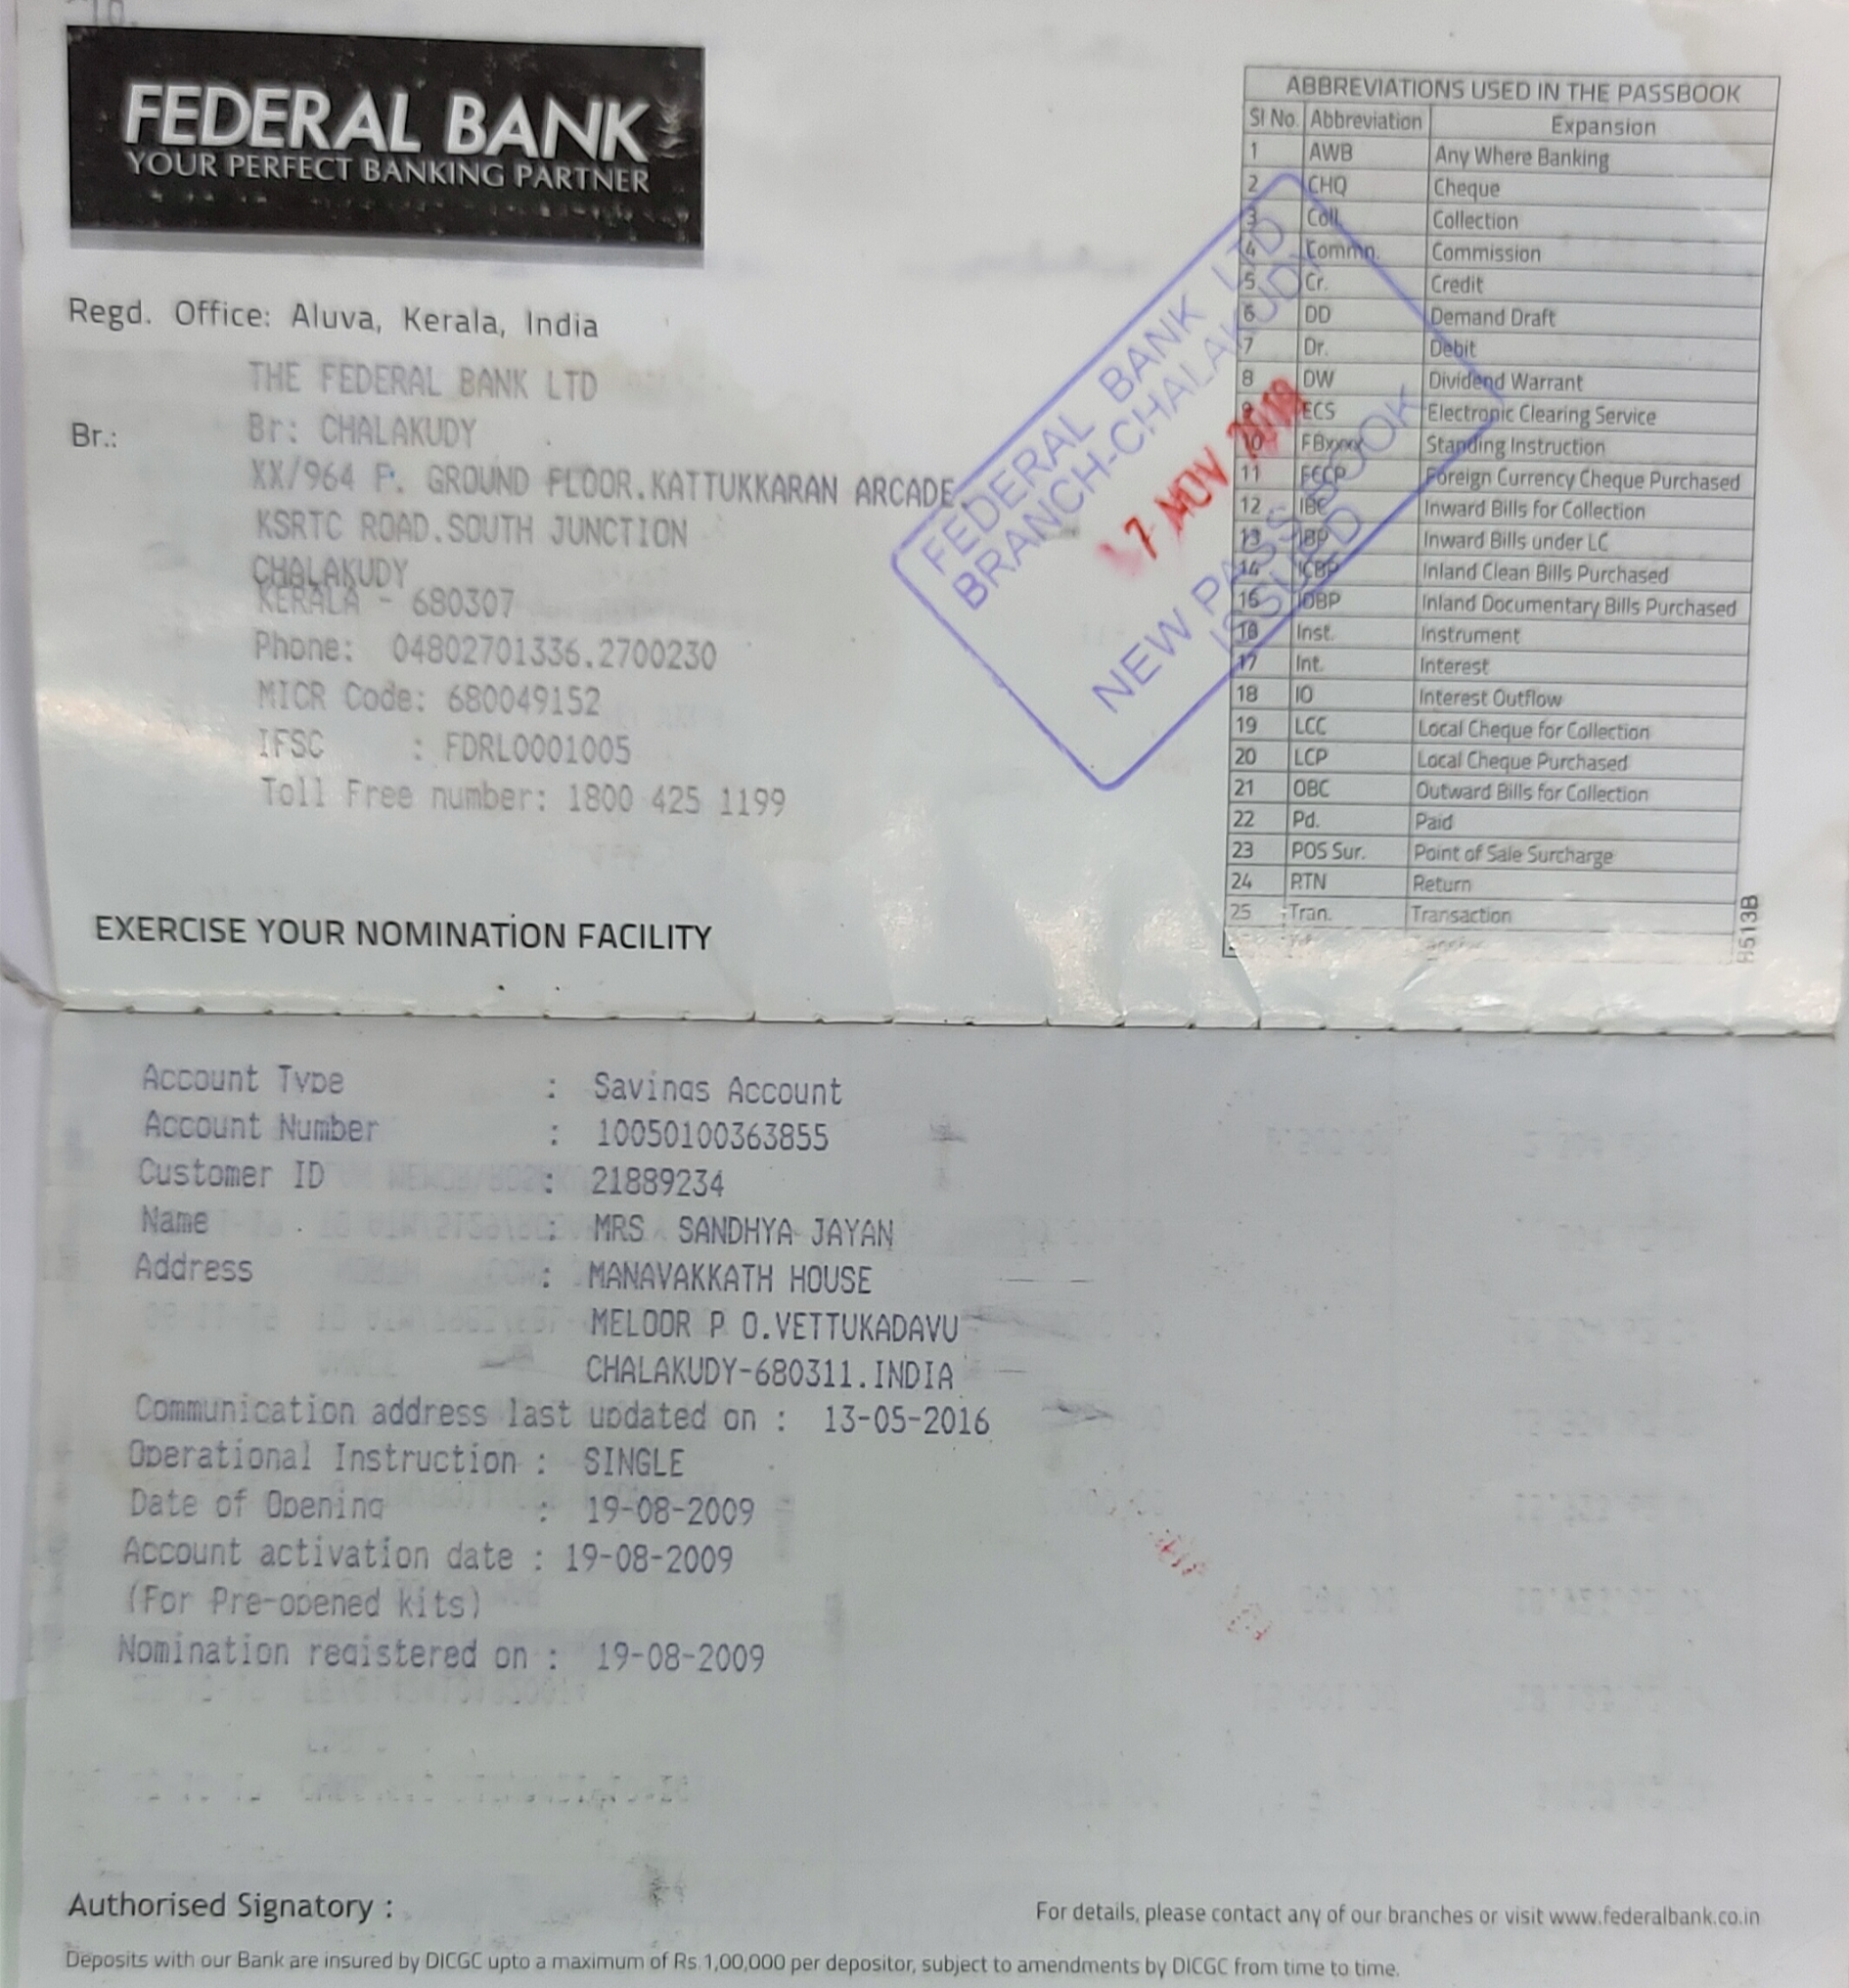 FEDERAL BANK
YOUR PERFECT BANKING PARTNER
Regd. Office: Aluva, Kerala, India
THE FEDERAL BANK LTD
Br.: Br: CHALAKUDY
XX/964 F. GROUND FLOOR.KATTUKKARAN ARCADE
KSRTC ROAD.SOUTH JUNCTION
CHALAKUDY
KERALA - 680307
Phone: 04802701336.2700230
MICR Code: 680049152
IFSC : FDRL0001005
Toll Free number: 1800 425 1199
EXERCISE YOUR NOMINATION FACILITY
FEDERAL BANK LTD
BRANCH-CHALAKUDY
7 NOV 2019
NEW PASS BOOK
ISSUED
ABBREVIATIONS USED IN THE PASSBOOK
Sl No. Abbreviation Expansion
1 AWB Any Where Banking
2 CHQ Cheque
3 Coll. Collection
4 Commn. Commission
5 Cr. Credit
6 DD Demand Draft
7 Dr. Debit
8 DW Dividend Warrant
9 ECS Electronic Clearing Service
10 FBxxxx Standing Instruction
11 FCCP Foreign Currency Cheque Purchased
12 IBC Inward Bills for Collection
13 IBP Inward Bills under LC
14 ICBP Inland Clean Bills Purchased
15 IDBP Inland Documentary Bills Purchased
16 Inst. Instrument
17 Int. Interest
18 IO Interest Outflow
19 LCC Local Cheque for Collection
20 LCP Local Cheque Purchased
21 OBC Outward Bills for Collection
22 Pd. Paid
23 POS Sur. Point of Sale Surcharge
24 RTN Return
25 Tran. Transaction
Account Type : Savings Account
Account Number : 10050100363855
Customer ID : 21889234
Name : MRS SANDHYA JAYAN
Address : MANAVAKKATH HOUSE
MELOOR P O.VETTUKADAVU
CHALAKUDY-680311.INDIA
Communication address last updated on : 13-05-2016
Operational Instruction : SINGLE
Date of Opening : 19-08-2009
Account activation date : 19-08-2009
(For Pre-opened kits)
Nomination registered on : 19-08-2009
Authorised Signatory :
For details, please contact any of our branches or visit www.federalbank.co.in
Deposits with our Bank are insured by DICGC upto a maximum of Rs.1,00,000 per depositor, subject to amendments by DICGC from time to time.